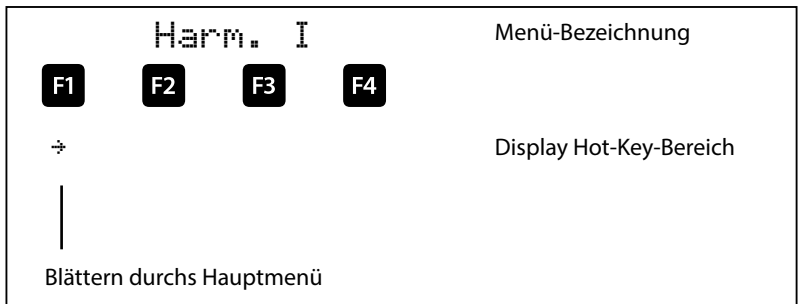 Harm. I Menü-Bezeichnung
F1 F2 F3 F4
→ Display Hot-Key-Bereich
Blättern durchs Hauptmenü